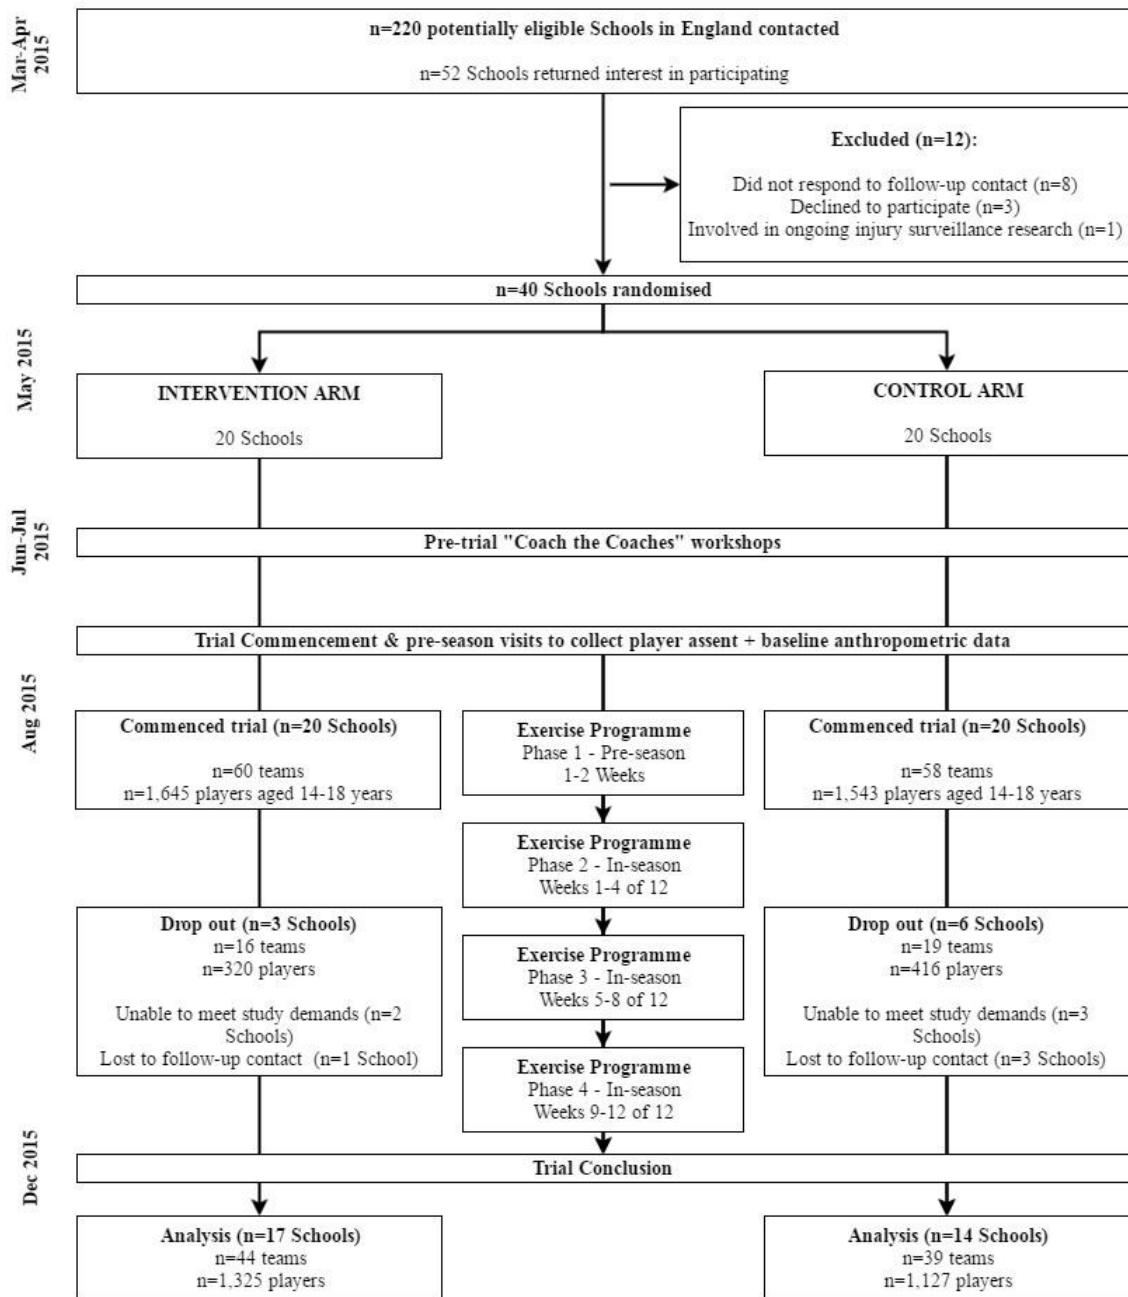 Mar-Apr
2015
n=220 potentially eligible Schools in England contacted
n=52 Schools returned interest in participating
Excluded (n=12):
Did not respond to follow-up contact (n=8)
Declined to participate (n=3)
Involved in ongoing injury surveillance research (n=1)
n=40 Schools randomised
May 2015
INTERVENTION ARM
20 Schools
CONTROL ARM
20 Schools
Jun-Jul
2015
Pre-trial "Coach the Coaches" workshops
Trial Commencement & pre-season visits to collect player assent + baseline anthropometric data
Aug 2015
Commenced trial (n=20 Schools)
n=60 teams
n=1,645 players aged 14-18 years
Exercise Programme
Phase 1 - Pre-season
1-2 Weeks
Commenced trial (n=20 Schools)
n=58 teams
n=1,543 players aged 14-18 years
Exercise Programme
Phase 2 - In-season
Weeks 1-4 of 12
Drop out (n=3 Schools)
n=16 teams
n=320 players
Unable to meet study demands (n=2
Schools)
Lost to follow-up contact (n=1 School)
Exercise Programme
Phase 3 - In-season
Weeks 5-8 of 12
Drop out (n=6 Schools)
n=19 teams
n=416 players
Unable to meet study demands (n=3
Schools)
Lost to follow-up contact (n=3 Schools)
Exercise Programme
Phase 4 - In-season
Weeks 9-12 of 12
Dec 2015
Trial Conclusion
Analysis (n=17 Schools)
n=44 teams
n=1,325 players
Analysis (n=14 Schools)
n=39 teams
n=1,127 players